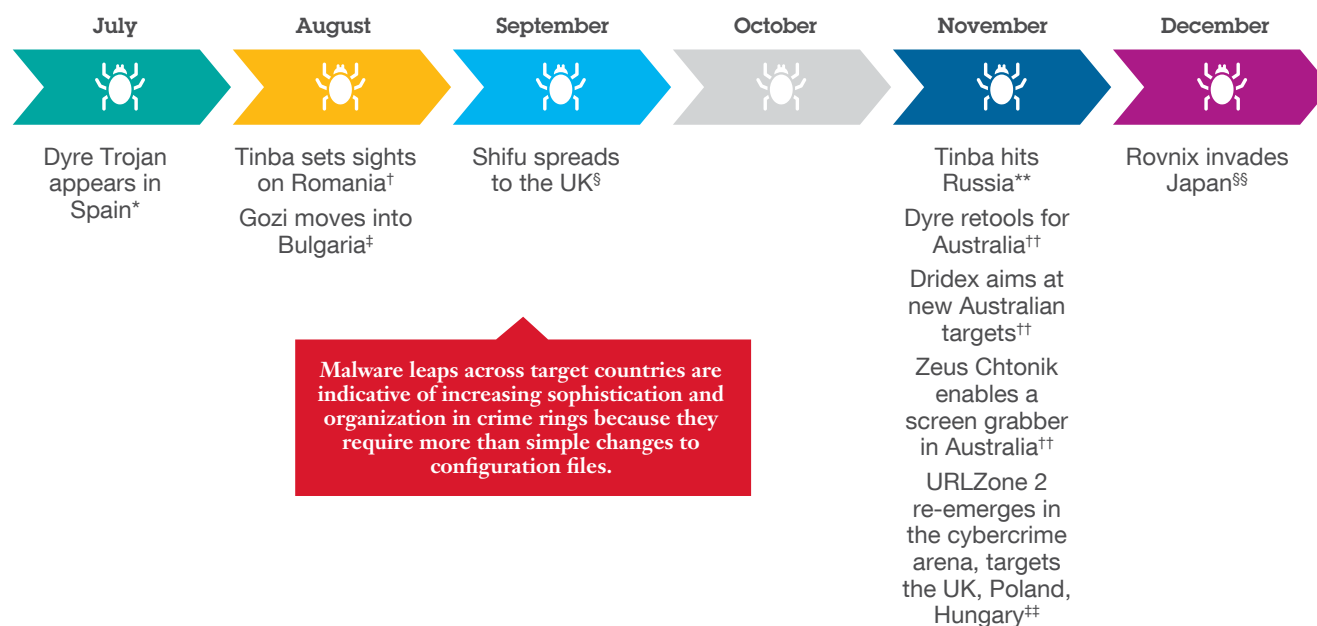 July
August
September
October
November
December
Dyre Trojan
appears in
Spain*
Tinba sets sights
on Romania†
Gozi moves into
Bulgaria‡
Shifu spreads
to the UK§
Tinba hits
Russia**
Dyre retools for
Australia††
Dridex aims at
new Australian
targets††
Zeus Chtonik
enables a
screen grabber
in Australia††
URLZone 2
re-emerges in
the cybercrime
arena, targets
the UK, Poland,
Hungary‡‡
Rovnix invades
Japan§§
Malware leaps across target countries are
indicative of increasing sophistication and
organization in crime rings because they
require more than simple changes to
configuration files.